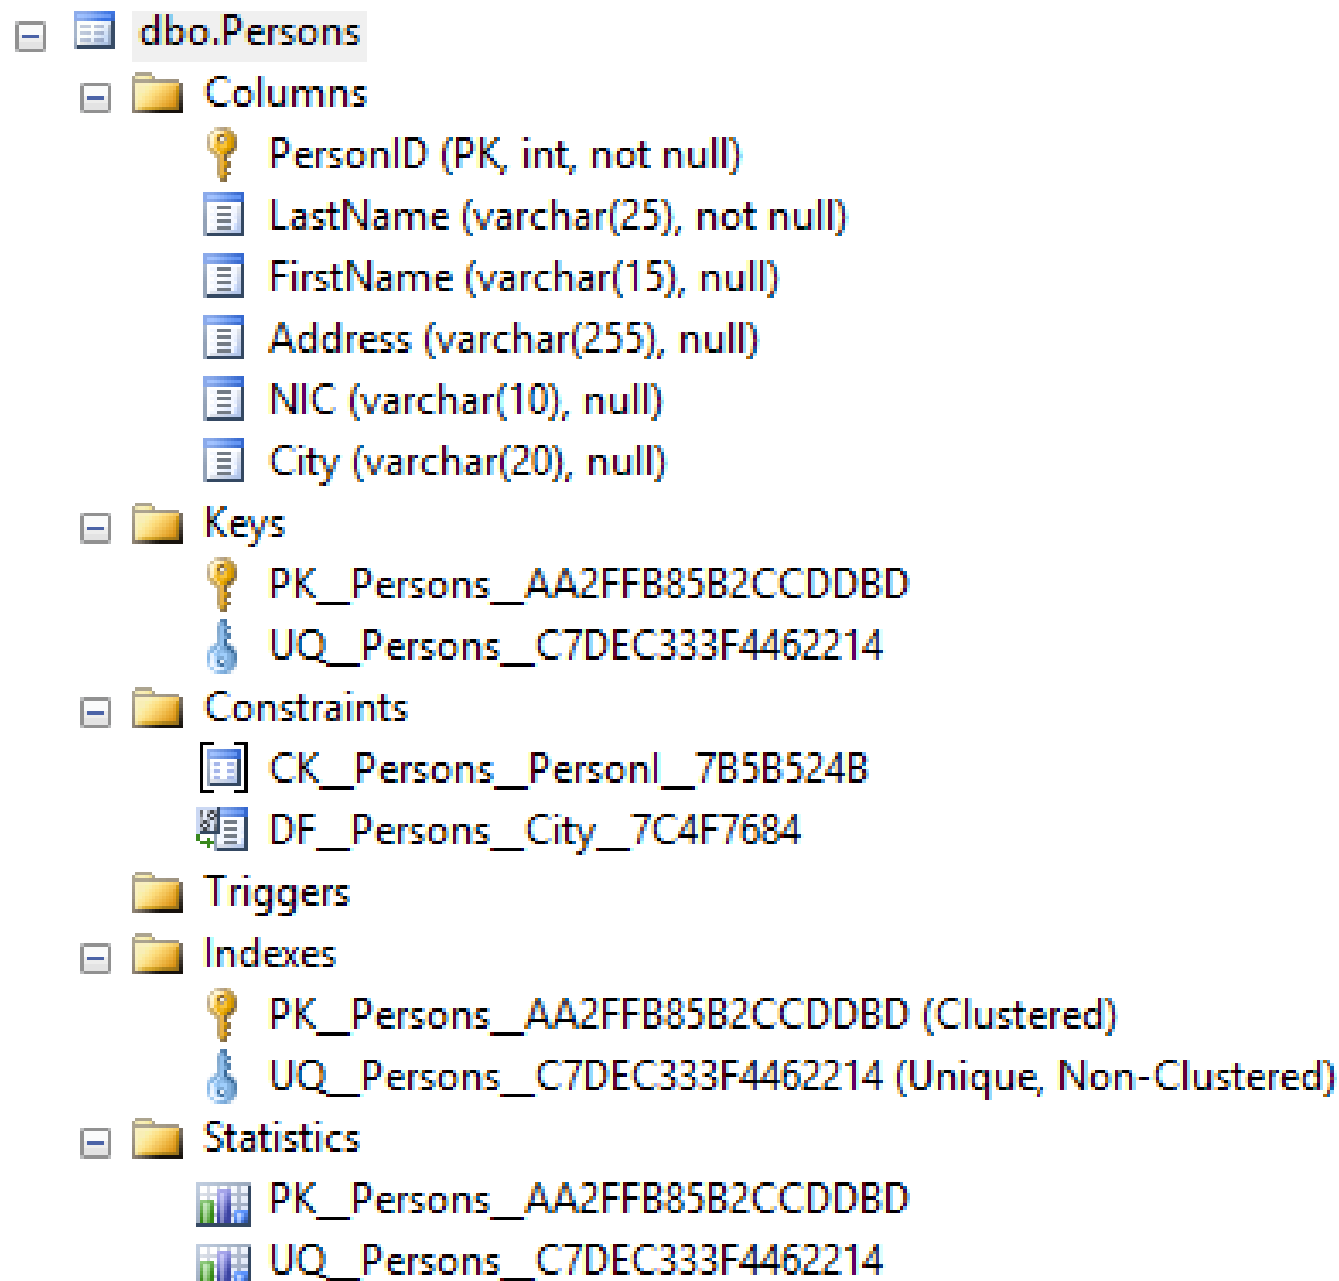 dbo.Persons
Columns
PersonID (PK, int, not null)
LastName (varchar(25), not null)
FirstName (varchar(15), null)
Address (varchar(255), null)
NIC (varchar(10), null)
City (varchar(20), null)
Keys
PK__Persons__AA2FFB85B2CCDDBD
UQ__Persons__C7DEC333F4462214
Constraints
CK__Persons__PersonI__7B5B524B
DF__Persons__City__7C4F7684
Triggers
Indexes
PK__Persons__AA2FFB85B2CCDDBD (Clustered)
UQ__Persons__C7DEC333F4462214 (Unique, Non-Clustered)
Statistics
PK__Persons__AA2FFB85B2CCDDBD
UQ__Persons__C7DEC333F4462214